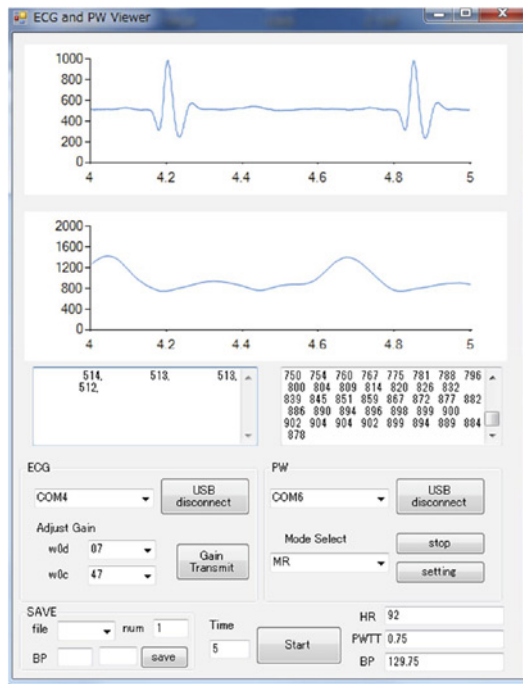 ECG and PW Viewer
1000
800
600
400
200
0
4 4.2 4.4 4.6 4.8 5
2000
1600
1200
800
400
0
4 4.2 4.4 4.6 4.8 5
514, 513, 513,
512,
750 754 760 767 775 781 788 796
800 804 809 814 820 826 832
839 845 851 859 867 872 877 882
886 890 894 896 898 899 900
902 904 904 902 899 894 889 884
878
ECG
COM4
USB disconnect
Adjust Gain
w0d 07
w0c 47
Gain Transmit
PW
COM6
USB disconnect
Mode Select
MR
stop
setting
SAVE
file num 1
BP save
Time
5
Start
HR 92
PWTT 0.75
BP 129.75